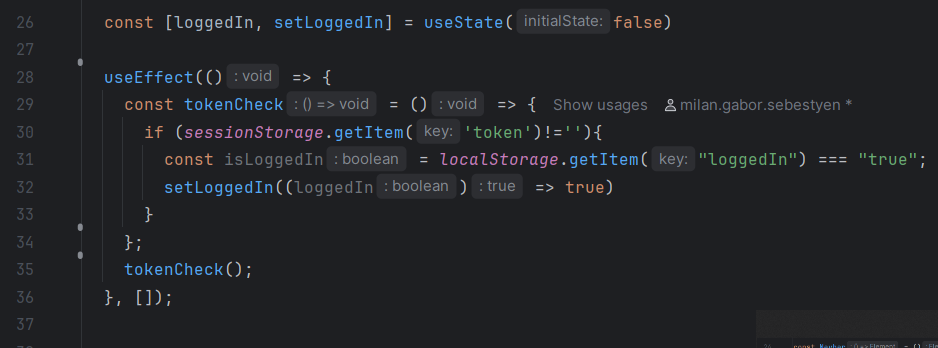 26 const [loggedIn, setLoggedIn] = useState( initialState: false)
27
28 useEffect(() : void => {
29 const tokenCheck : () => void = () : void => { Show usages milan.gabor.sebestyen *
30 if (sessionStorage.getItem( key: 'token')!=''){
31 const isLoggedIn : boolean = localStorage.getItem( key: "loggedIn") === "true";
32 setLoggedIn((loggedIn : boolean ) : true => true)
33 }
34 };
35 tokenCheck();
36 }, []);
37